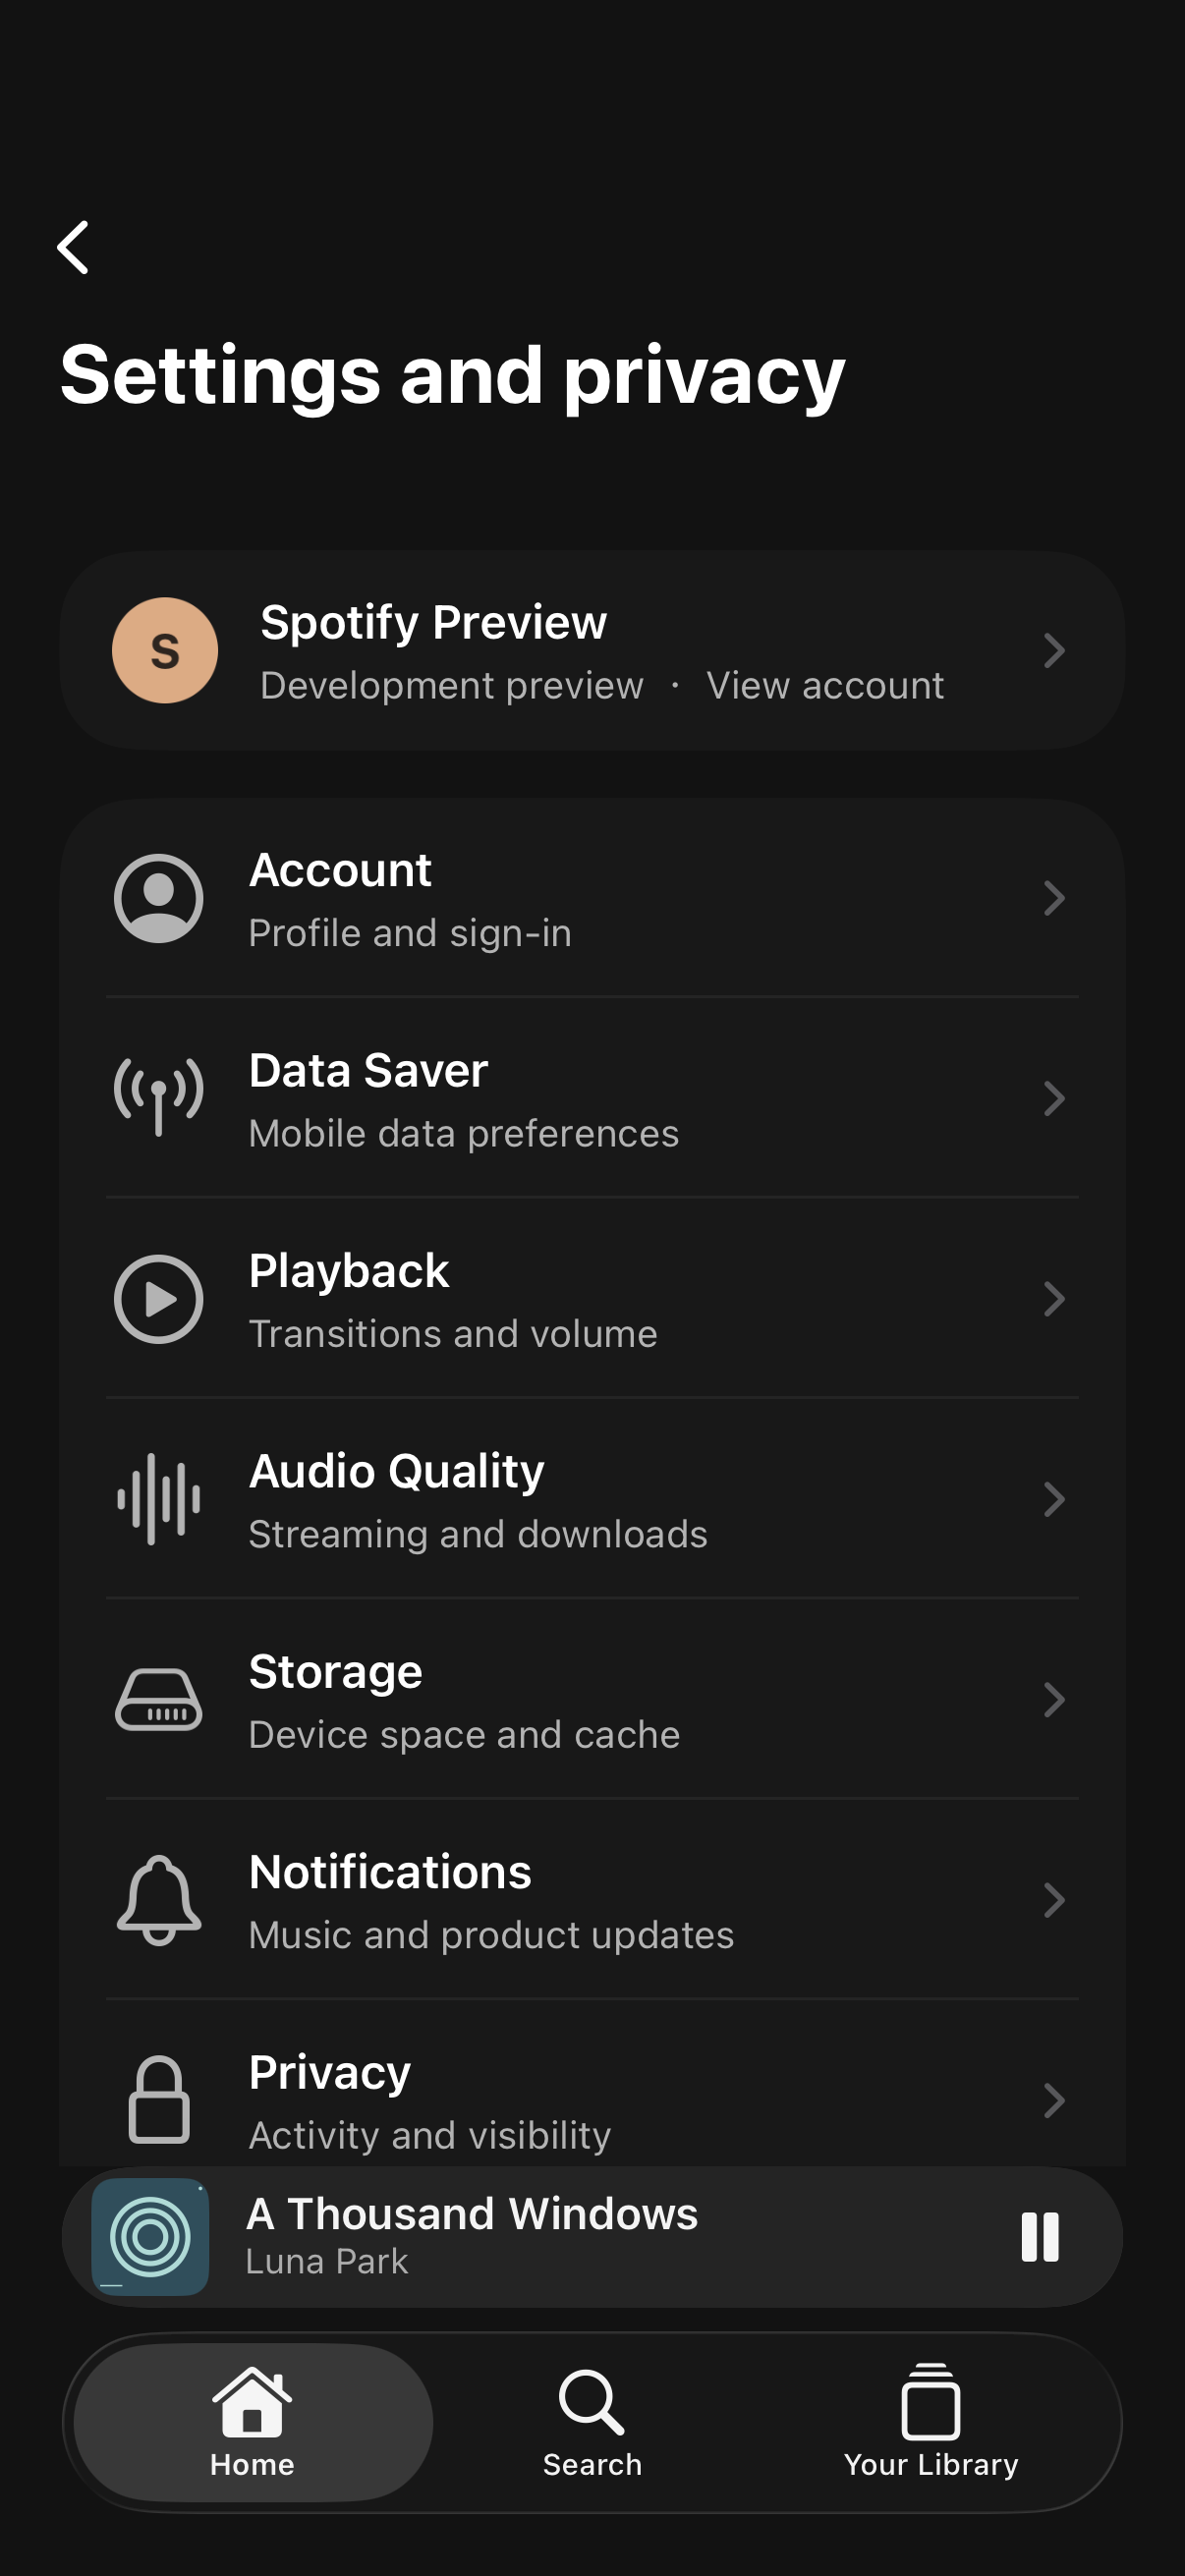 Settings and privacy
S
Spotify Preview
Development preview · View account
Account
Profile and sign-in
Data Saver
Mobile data preferences
Playback
Transitions and volume
Audio Quality
Streaming and downloads
Storage
Device space and cache
Notifications
Music and product updates
Privacy
Activity and visibility
A Thousand Windows
Luna Park
Home
Search
Your Library